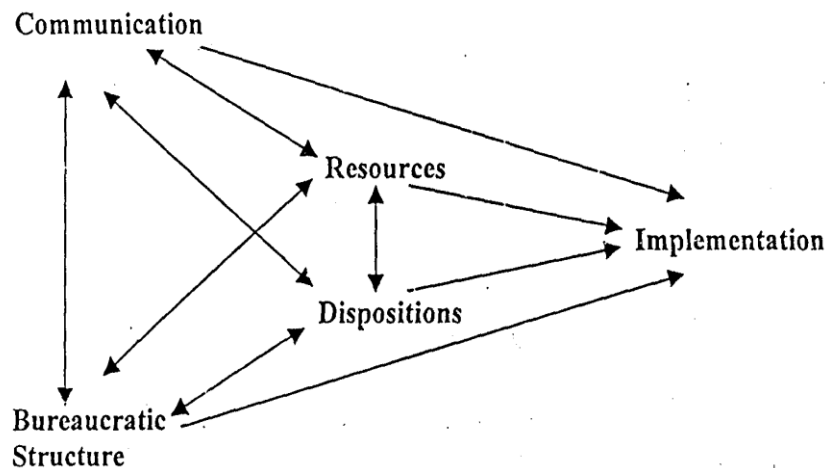 Communication
Resources
Implementation
Dispositions
Bureaucratic
Structure